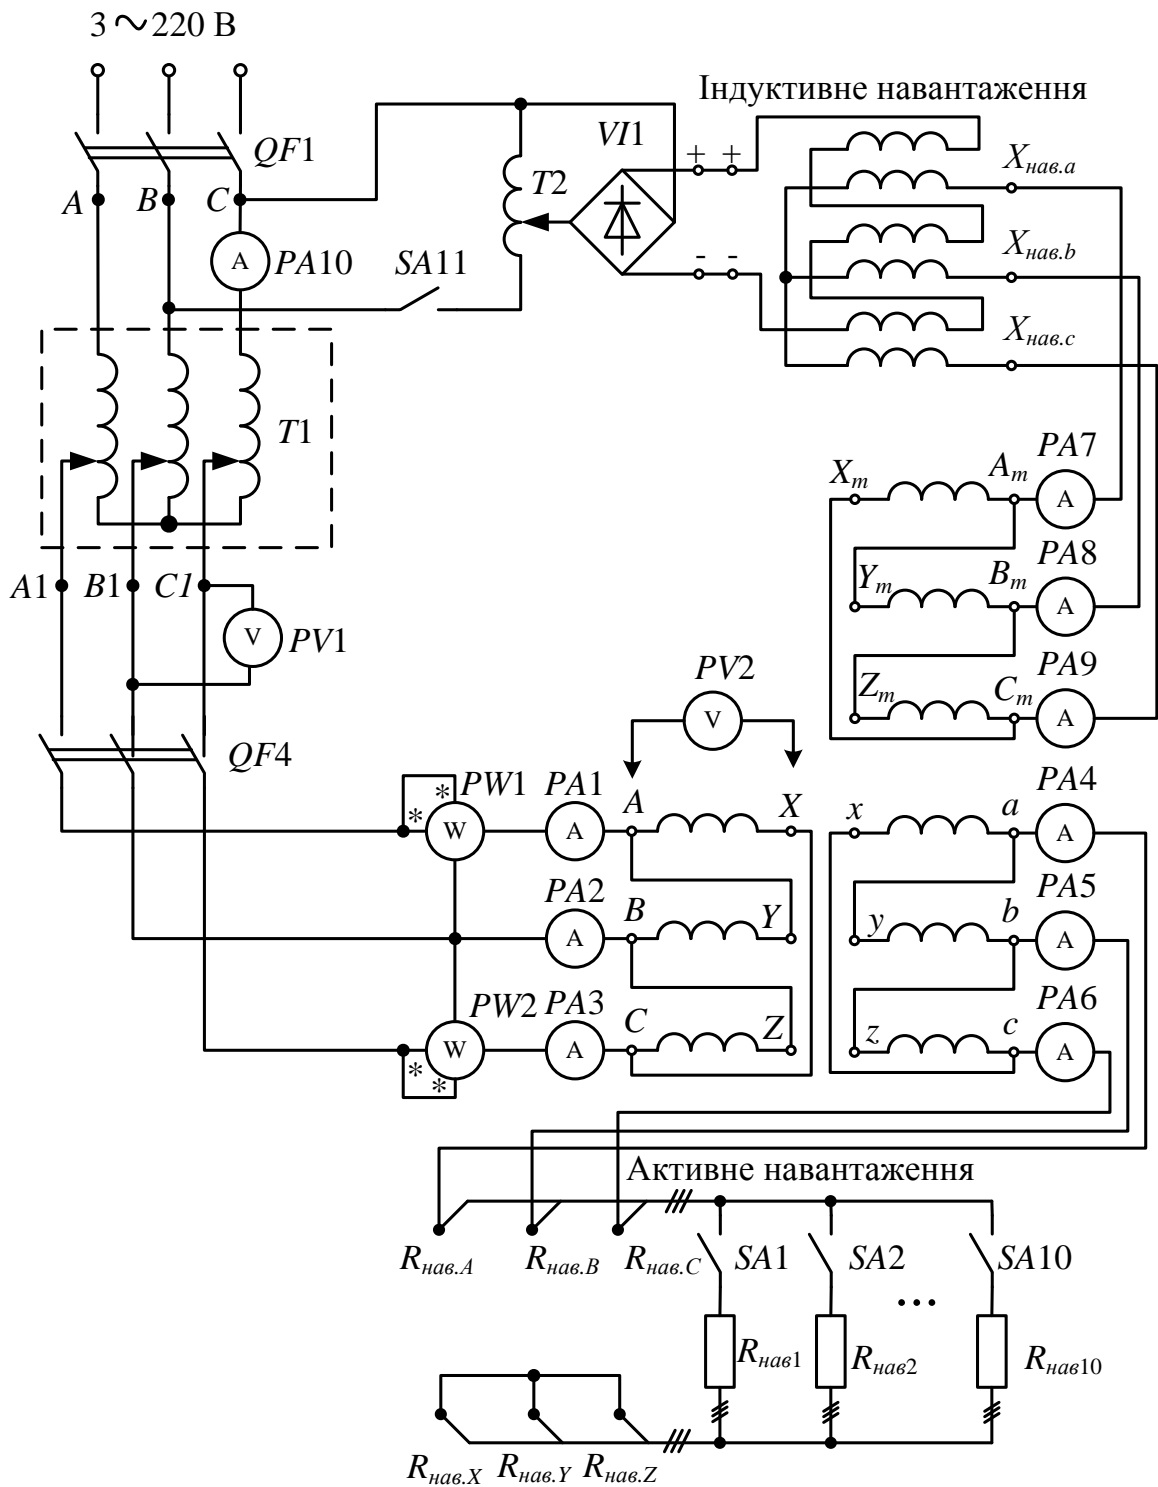 3 ~ 220 В
Індуктивне навантаження
QF1
VI1
+ +
Xнав.a
T2
A B C
A PA10
SA11
- -
Xнав.b
Xнав.c
T1
PA7
Xm Am A
PA8
A1 B1 C1
Ym Bm A
V PV1
PV2
PA9
Zm Cm A
V
QF4
PW1 PA1 PA4
* A X x a
* W A A
PA2 PA5
B Y y b
A A
PW2 PA3 PA6
C Z z c
W A A
* *
Активне навантаження
Rнав.A Rнав.B Rнав.C SA1 SA2 SA10
...
Rнав1 Rнав2 Rнав10
Rнав.X Rнав.Y Rнав.Z